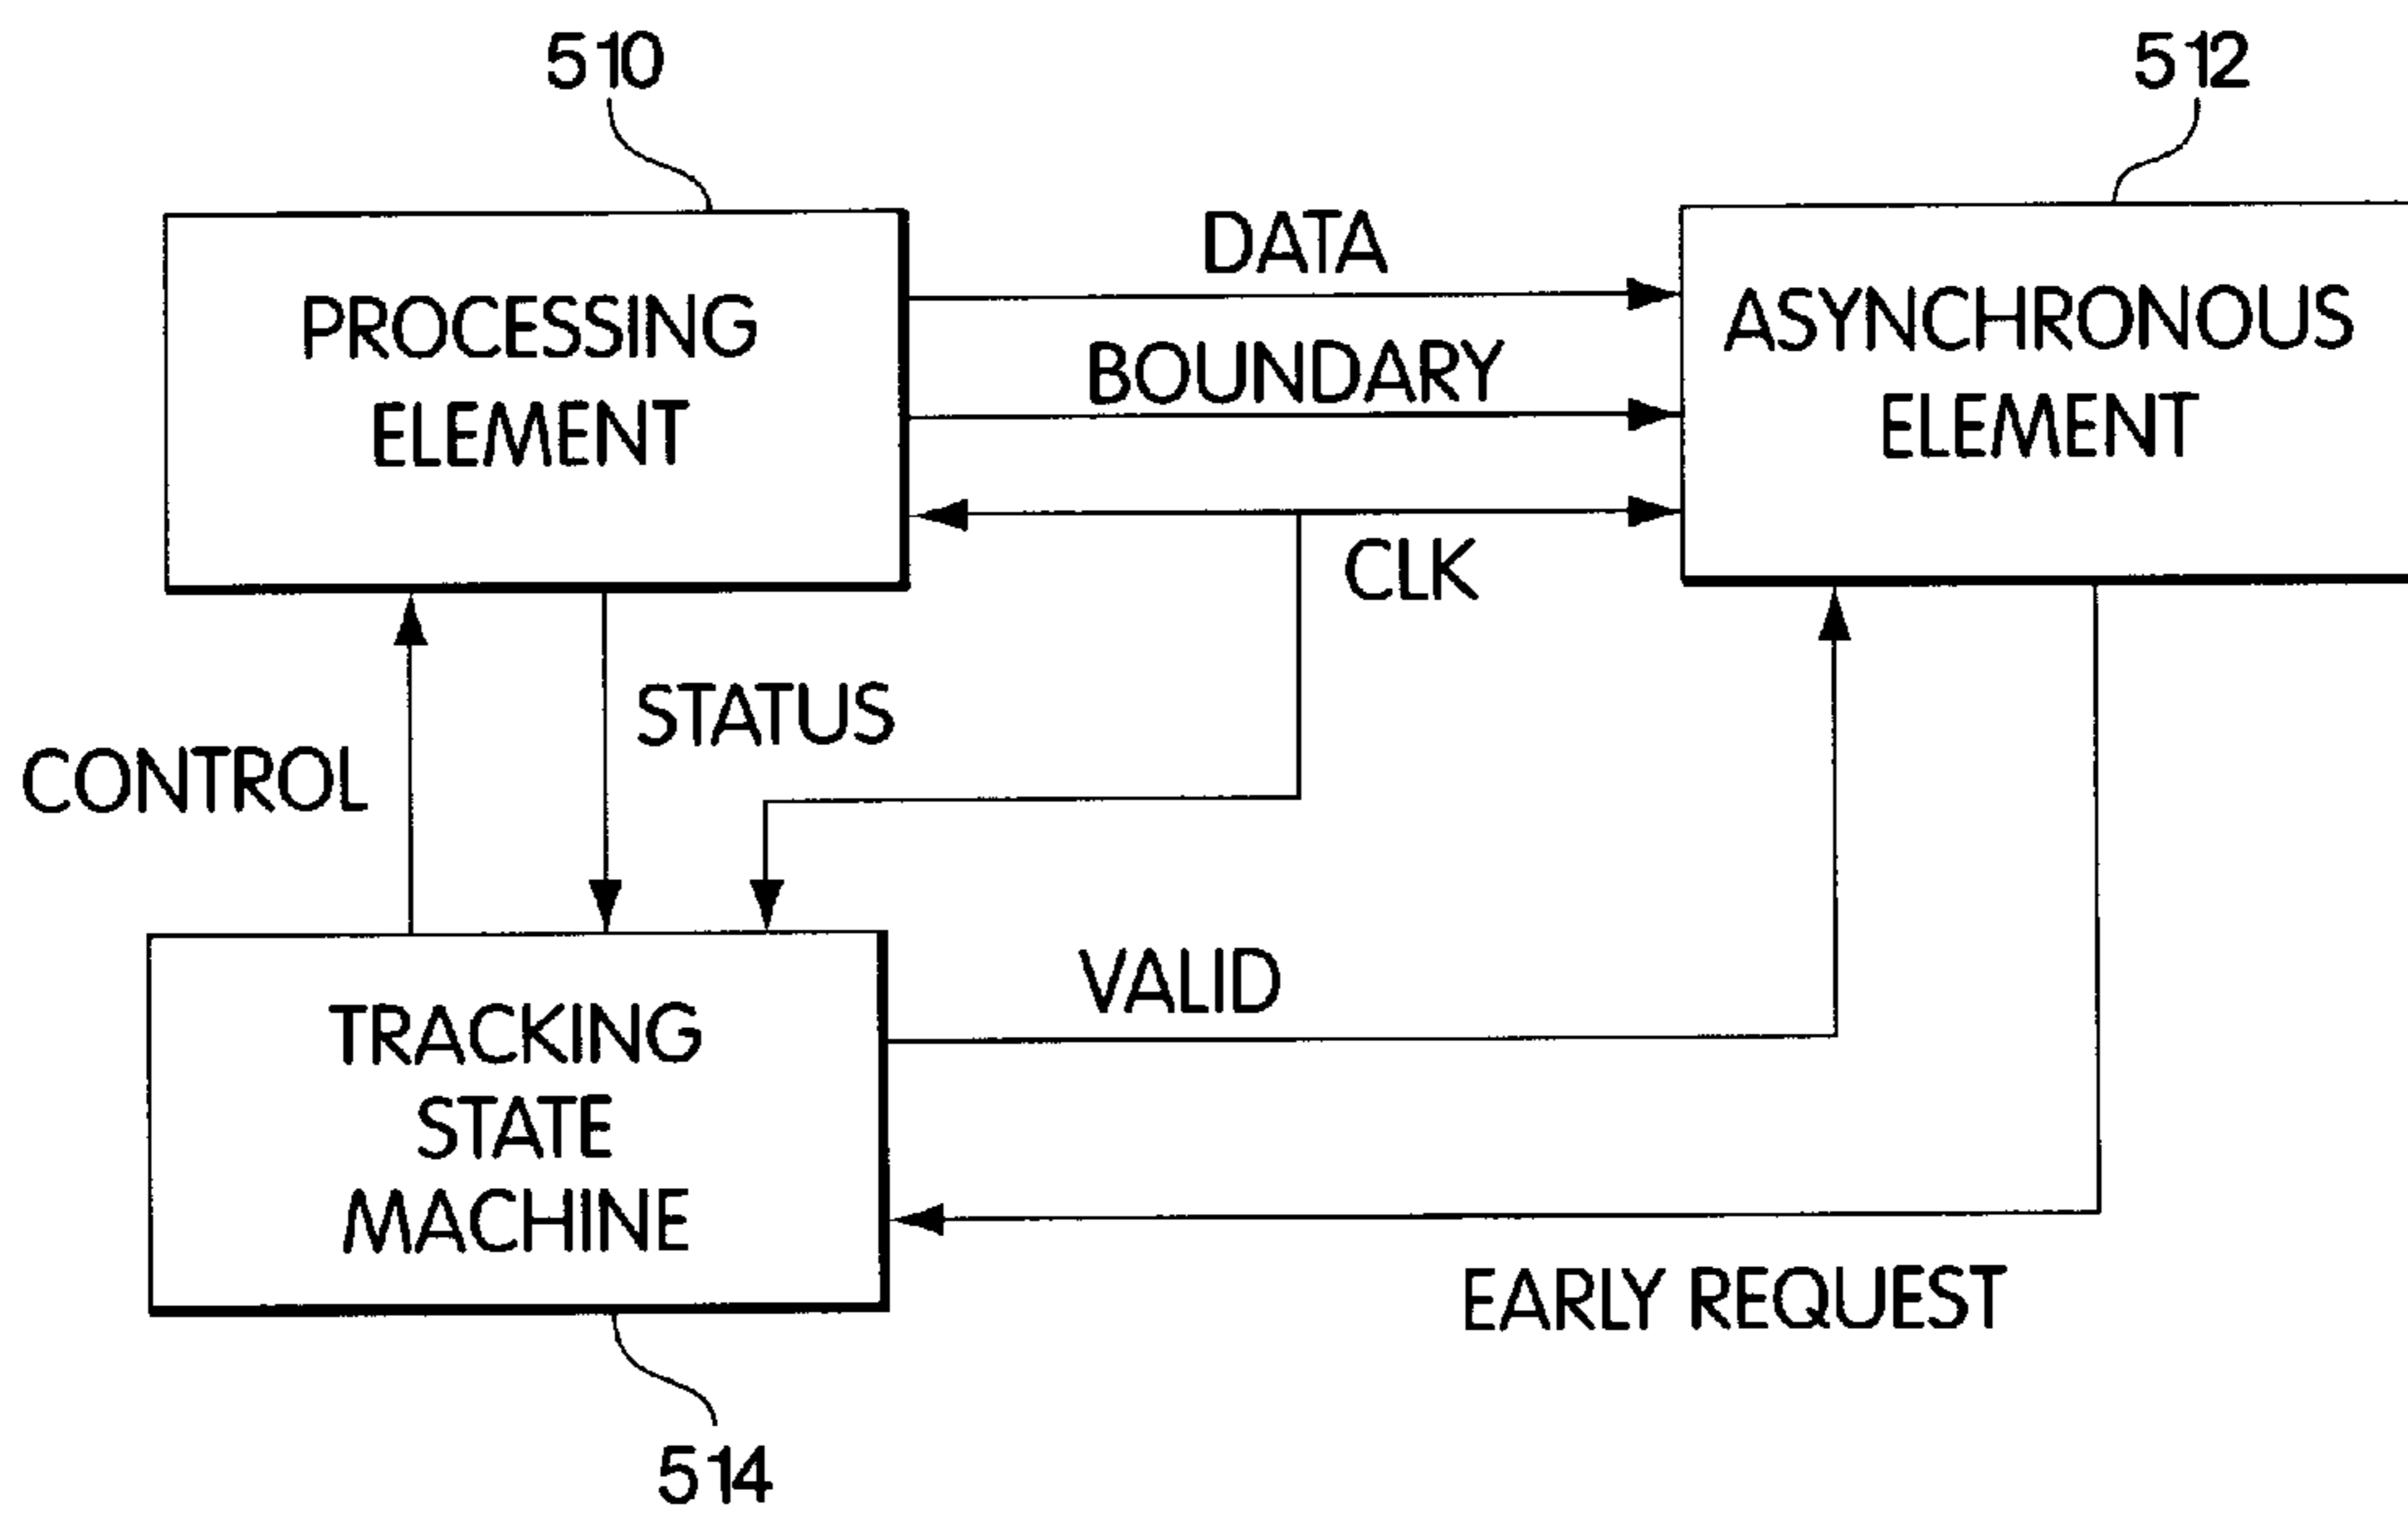 510
512
DATA
PROCESSING
ELEMENT
BOUNDARY
ASYNCHRONOUS
ELEMENT
CLK
STATUS
CONTROL
VALID
TRACKING
STATE
MACHINE
EARLY REQUEST
514